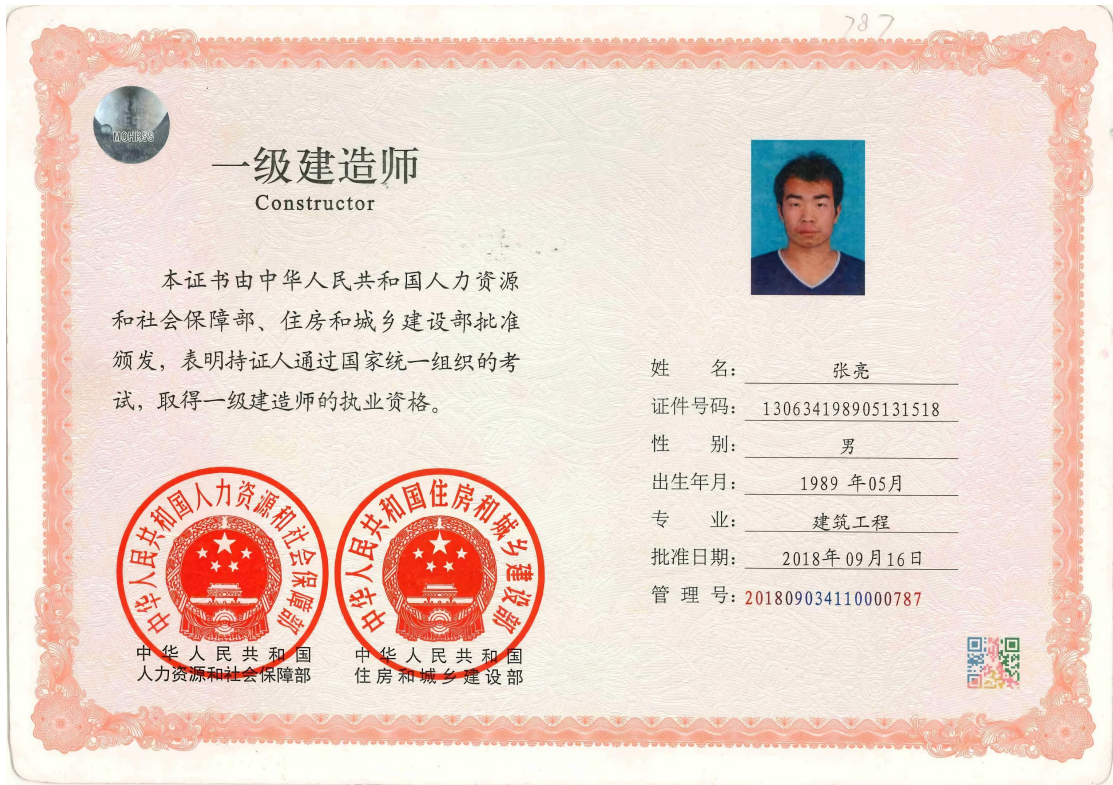 787
MOHRSS
一级建造师
Constructor
本证书由中华人民共和国人力资源
和社会保障部、住房和城乡建设部批准
颁发，表明持证人通过国家统一组织的考
试，取得一级建造师的执业资格。
姓 名： 张亮
证件号码： 130634198905131518
性 别： 男
出生年月： 1989 年05月
专 业： 建筑工程
批准日期： 2018年09月16日
管 理 号： 201809034110000787
中华人民共和国人力资源和社会保障部
中华人民共和国住房和城乡建设部
中华人民共和国
人力资源和社会保障部
中华人民共和国
住房和城乡建设部